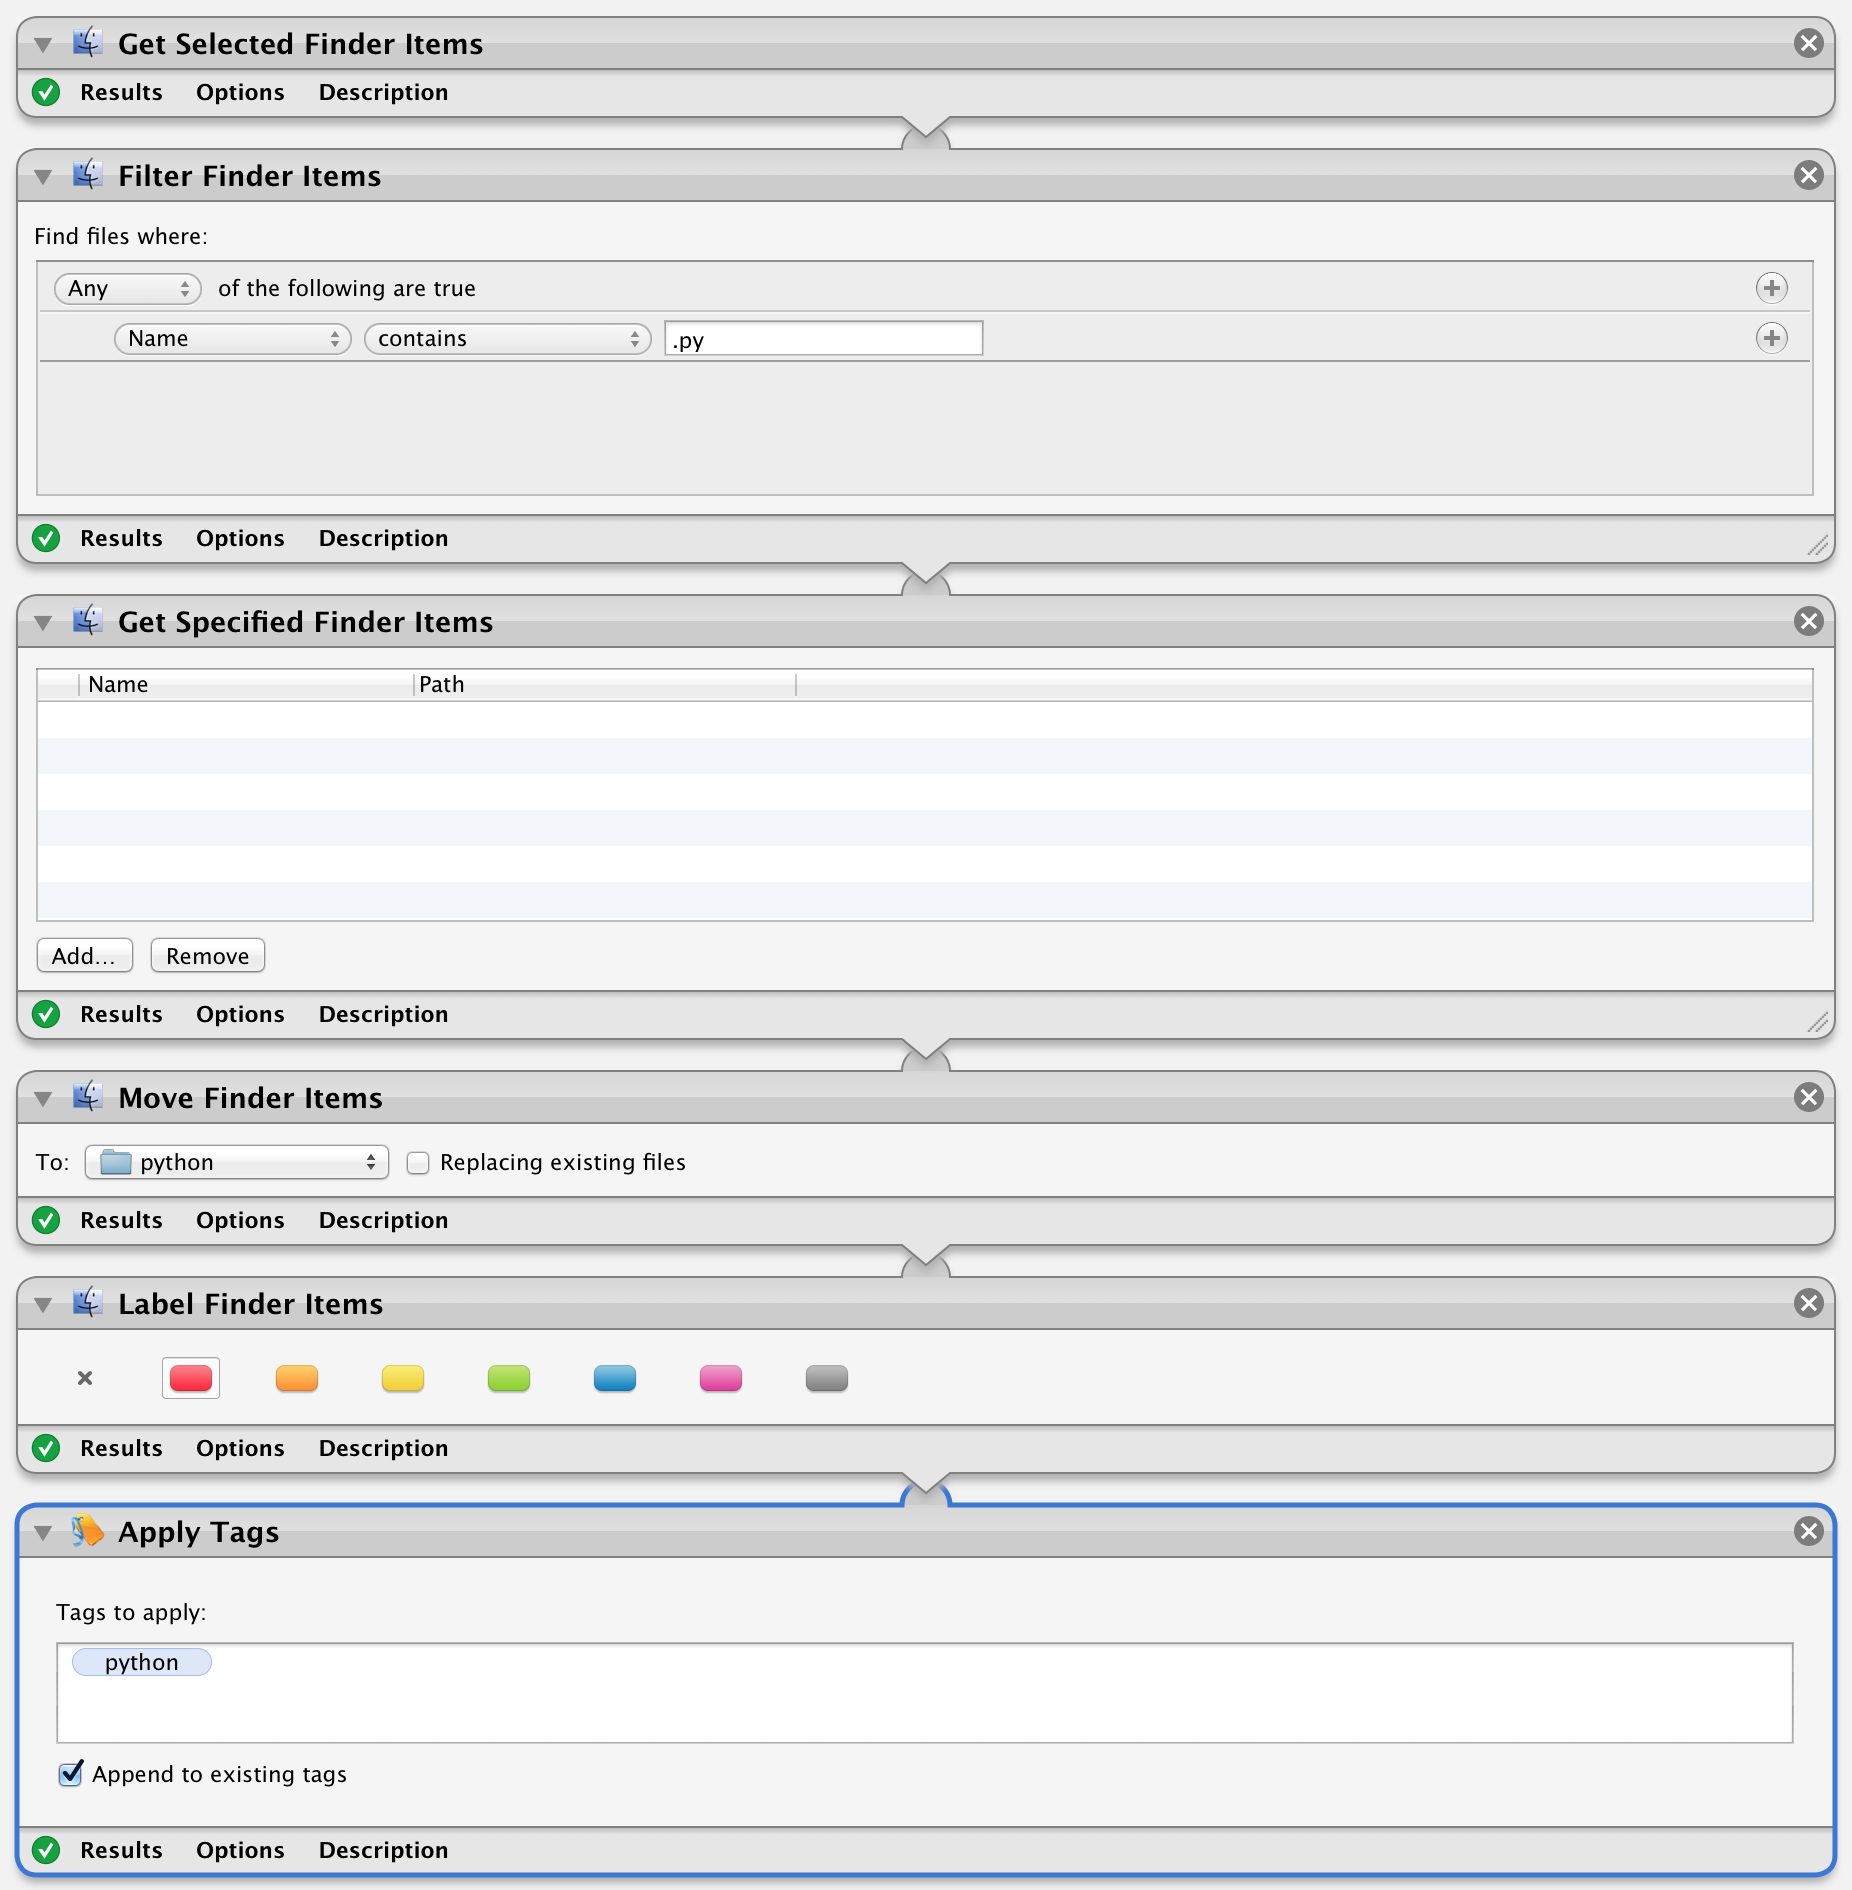 Get Selected Finder Items
Results Options Description
Filter Finder Items
Find files where:
Any of the following are true
Name contains .py
Results Options Description
Get Specified Finder Items
Name Path
Add... Remove
Results Options Description
Move Finder Items
To: python Replacing existing files
Results Options Description
Label Finder Items
Results Options Description
Apply Tags
Tags to apply:
python
Append to existing tags
Results Options Description